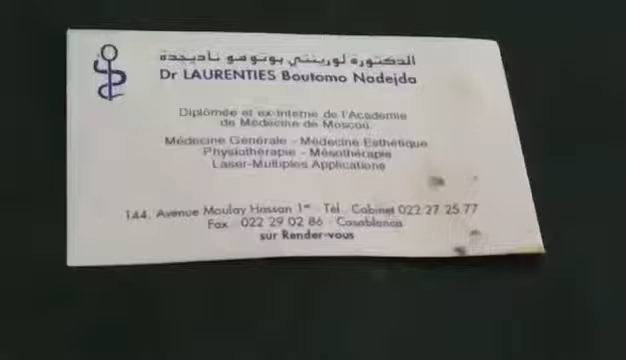 الدكتورة لورينتي بوتومو ناديجدة
Dr LAURENTIES Boutomo Nadejda
Diplômée et ex-Interne de l'Academie
de Médecine de Moscou
Médecine Genérale - Médecine Esthétique
Physiothérapie - Mésothérapie
Laser-Multiples Applications
144, Avenue Moulay Hassan 1er Tél Cabinet 022 27 25 77
Fax 022 29 02 86 - Casablanca
sur Rendez-vous